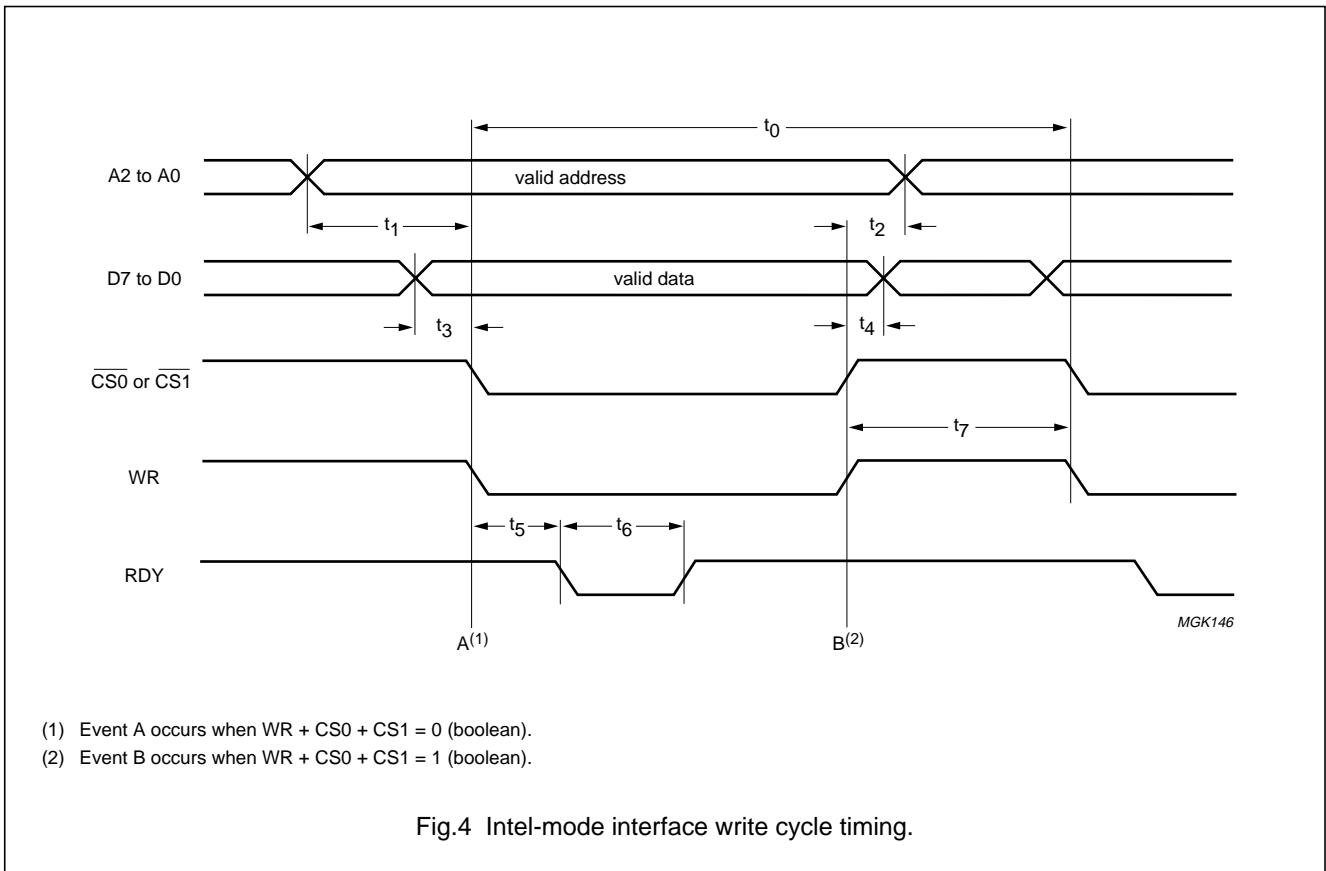 t0
A2 to A0
valid address
t1
t2
D7 to D0
valid data
t3
t4
CS0 or CS1
t7
WR
t5
t6
RDY
MGK146
A(1)
B(2)
(1) Event A occurs when WR + CS0 + CS1 = 0 (boolean).
(2) Event B occurs when WR + CS0 + CS1 = 1 (boolean).
Fig.4 Intel-mode interface write cycle timing.